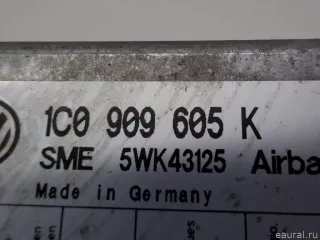 1C0 909 605 K
SME 5WK43125 Airba
Made in Germany
eaural.ru